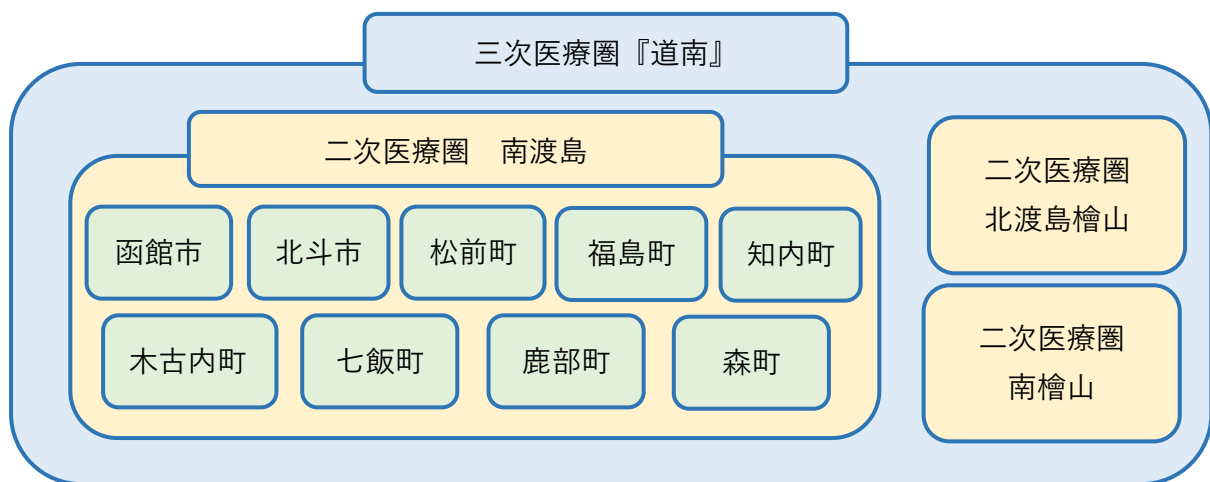 三次医療圏『道南』
二次医療圏　南渡島
函館市
北斗市
松前町
福島町
知内町
木古内町
七飯町
鹿部町
森町
二次医療圏
北渡島檜山
二次医療圏
南檜山